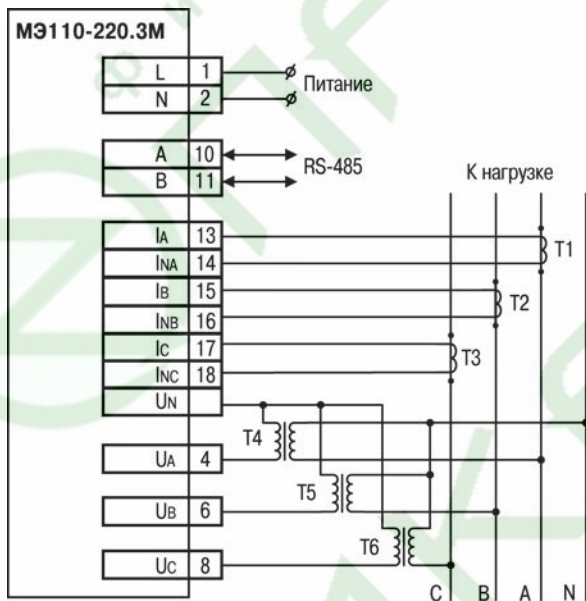 МЭ110-220.3М
L 1
N 2
Питание
A 10
B 11
RS-485
К нагрузке
IA 13
INA 14
T1
IB 15
INB 16
T2
IC 17
INC 18
T3
UN
T4
UA 4
T5
UB 6
T6
UC 8
C B A N